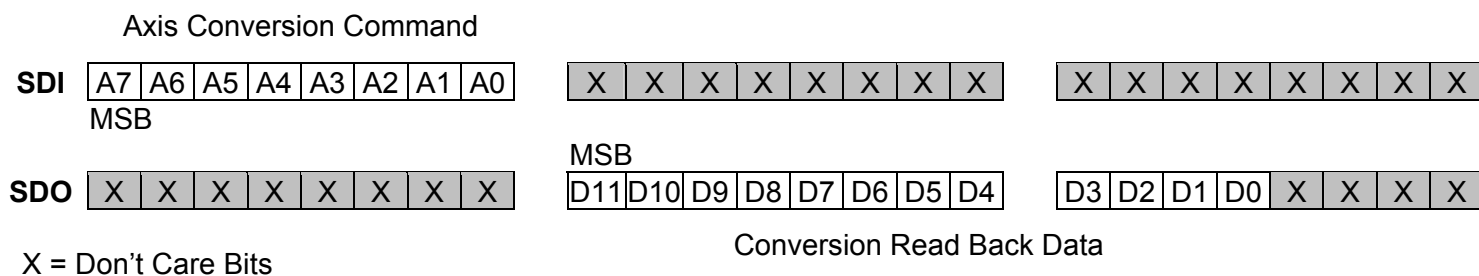 Axis Conversion Command
SDI A7 A6 A5 A4 A3 A2 A1 A0 X X X X X X X X X X X X X X X X
MSB
MSB
SDO X X X X X X X X D11 D10 D9 D8 D7 D6 D5 D4 D3 D2 D1 D0 X X X X
Conversion Read Back Data
X = Don't Care Bits